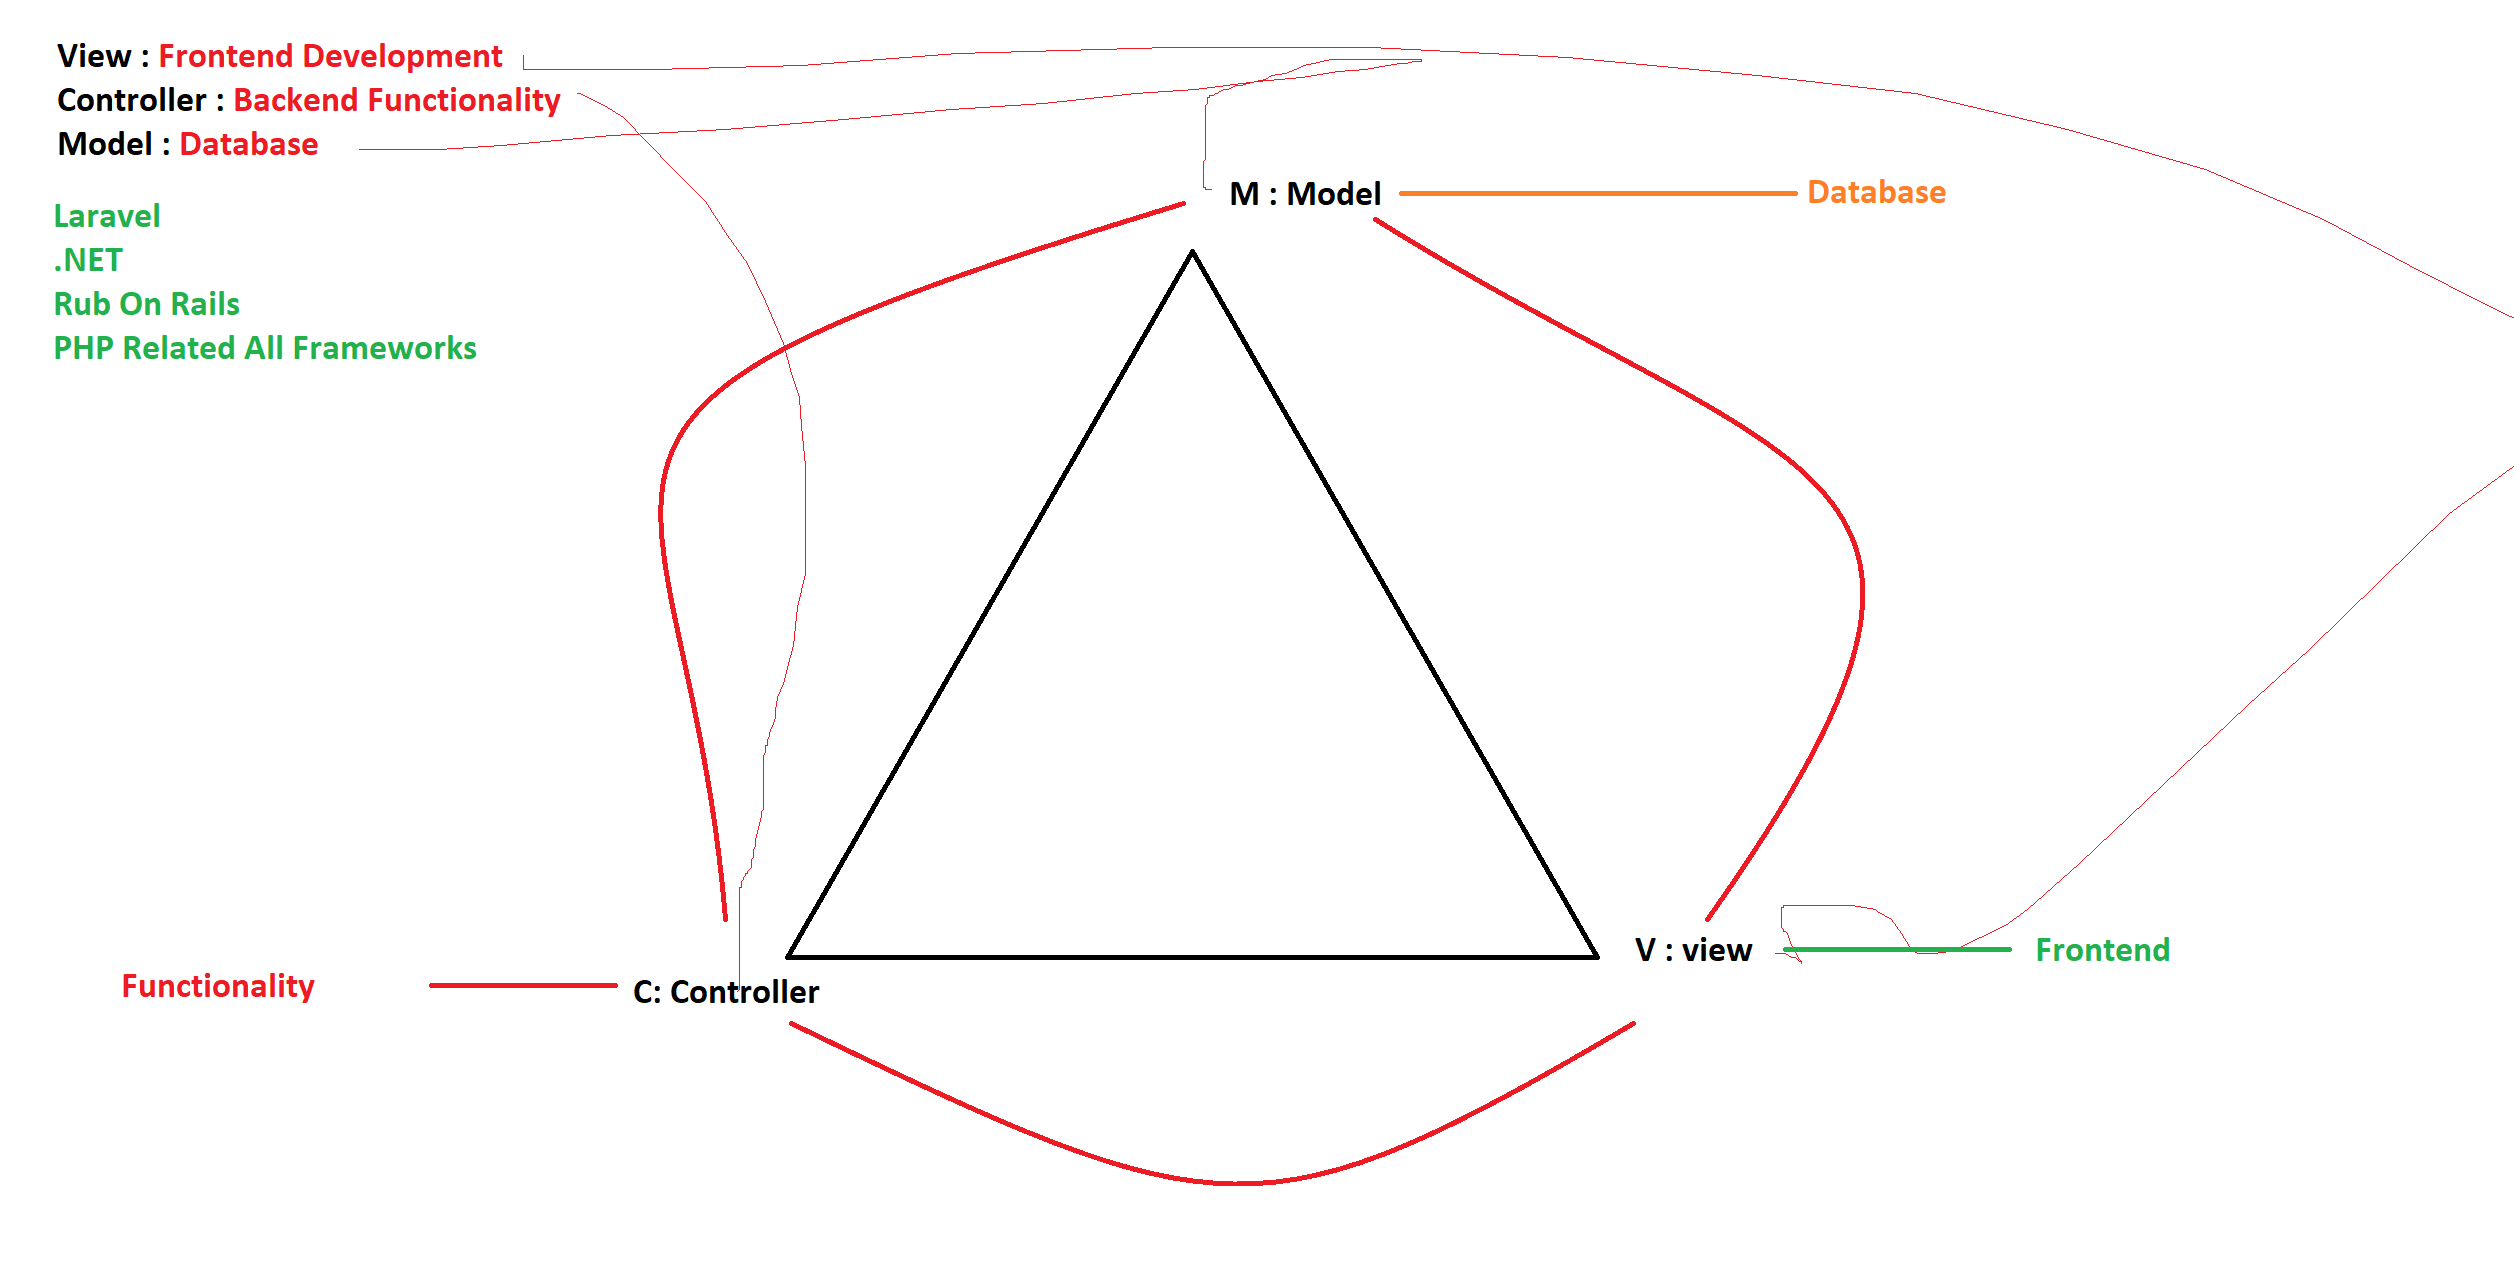 View : Frontend Development
Controller : Backend Functionality
Model : Database
Laravel
.NET
Rub On Rails
PHP Related All Frameworks
M : Model
Database
V : view
Frontend
Functionality
C: Controller